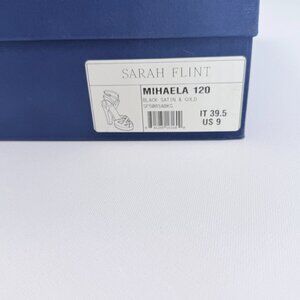 SARAH FLINT
MIHAELA 120
BLACK SATIN & GOLD
IT 39.5
US 9